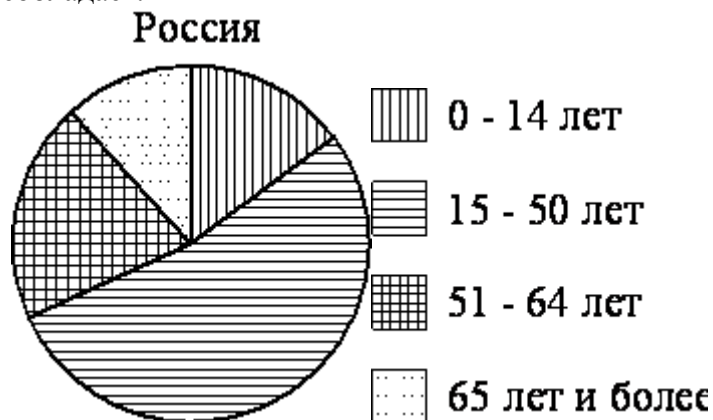 Россия
0 - 14 лет
15 - 50 лет
51 - 64 лет
65 лет и более